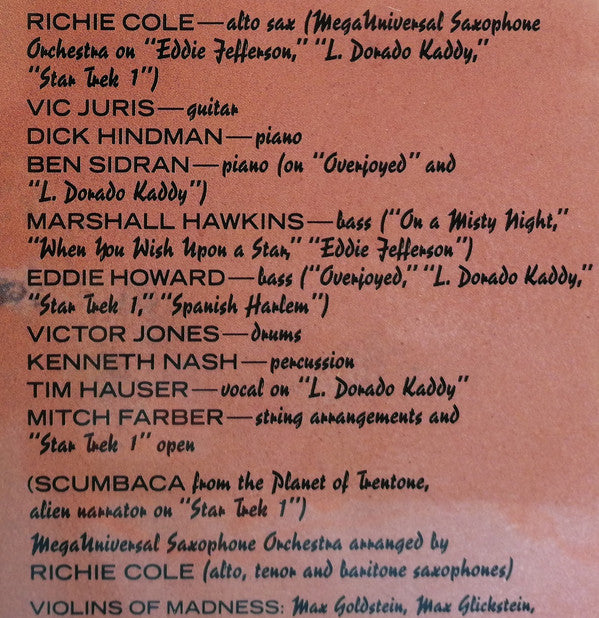 RICHIE COLE—alto sax (MegaUniversal Saxophone
Orchestra on "Eddie Jefferson," "L. Dorado Kaddy,"
"Star Trek 1")
VIC JURIS—guitar
DICK HINDMAN—piano
BEN SIDRAN—piano (on "Overjoyed" and
"L. Dorado Kaddy")
MARSHALL HAWKINS—bass ("On a Misty Night,"
"When You Wish Upon a Star," "Eddie Jefferson")
EDDIE HOWARD—bass ("Overjoyed," "L. Dorado Kaddy,"
"Star Trek 1," "Spanish Harlem")
VICTOR JONES—drums
KENNETH NASH—percussion
TIM HAUSER—vocal on "L. Dorado Kaddy"
MITCH FARBER—string arrangements and
"Star Trek 1" open
(SCUMBACA from the Planet of Trentone,
alien narrator on "Star Trek 1")
MegaUniversal Saxophone Orchestra arranged by
RICHIE COLE (alto, tenor and baritone saxophones)
VIOLINS OF MADNESS: Max Goldstein, Max Glickstein,